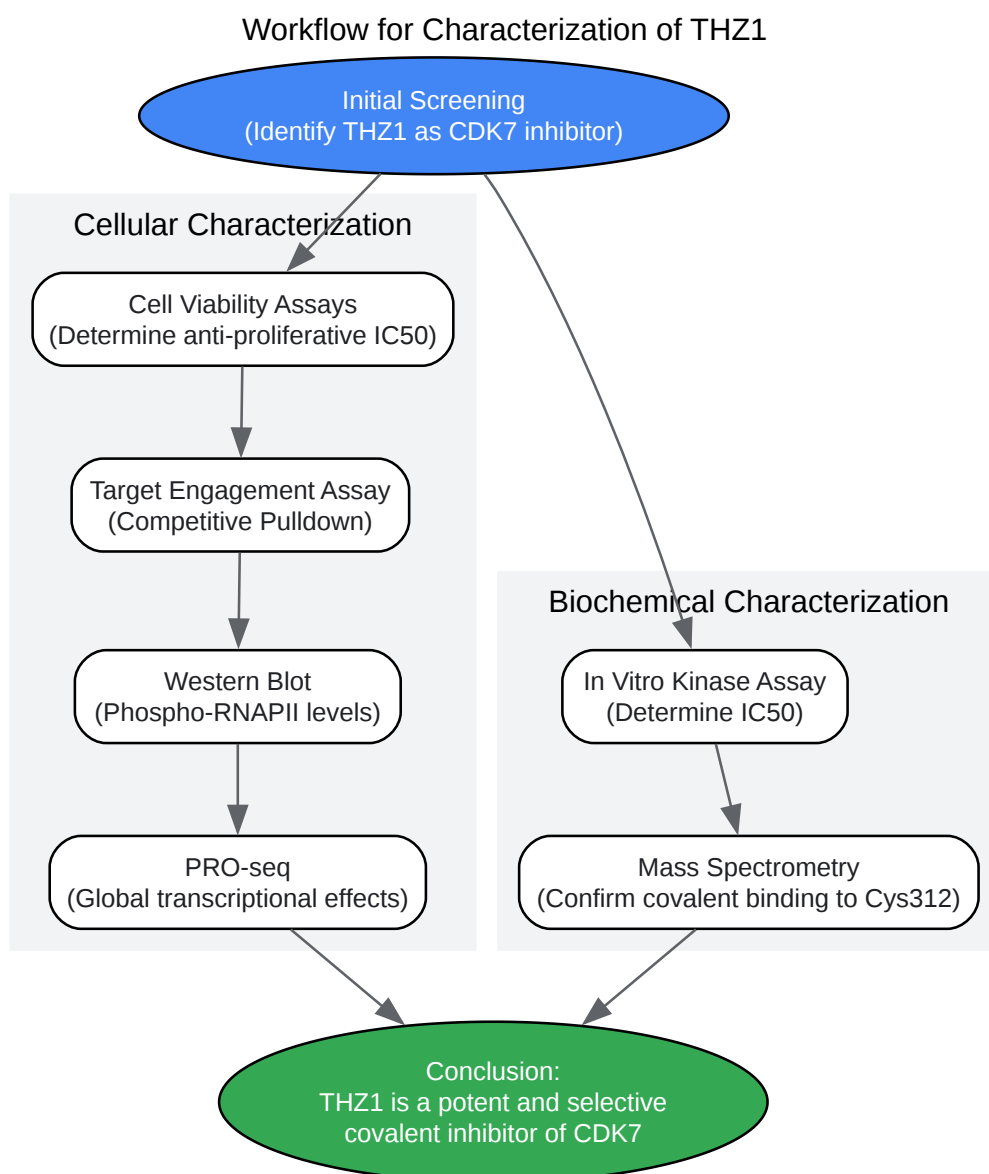 Workflow for Characterization of THZ1
Initial Screening
(Identify THZ1 as CDK7 inhibitor)
Cellular Characterization
Cell Viability Assays
(Determine anti-proliferative IC50)
Target Engagement Assay
(Competitive Pulldown)
Western Blot
(Phospho-RNAPII levels)
PRO-seq
(Global transcriptional effects)
Biochemical Characterization
In Vitro Kinase Assay
(Determine IC50)
Mass Spectrometry
(Confirm covalent binding to Cys312)
Conclusion:
THZ1 is a potent and selective
covalent inhibitor of CDK7